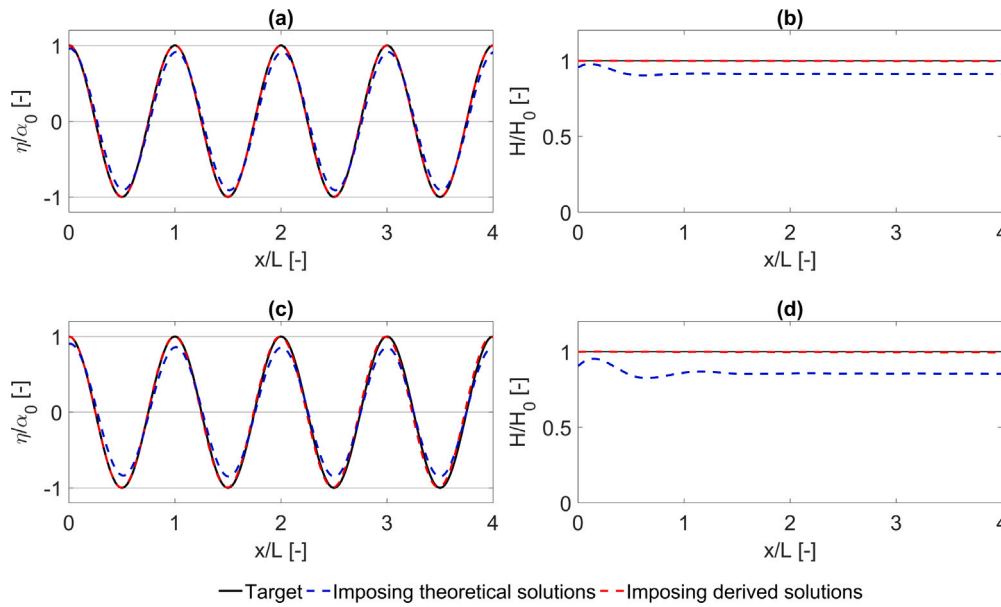 (a)
1
0
-1
η/α₀ [-]
0 1 2 3 4
x/L [-]
(b)
1
0.5
0
H/H₀ [-]
0 1 2 3 4
x/L [-]
(c)
1
0
-1
η/α₀ [-]
0 1 2 3 4
x/L [-]
(d)
1
0.5
0
H/H₀ [-]
0 1 2 3 4
x/L [-]
Target Imposing theoretical solutions Imposing derived solutions